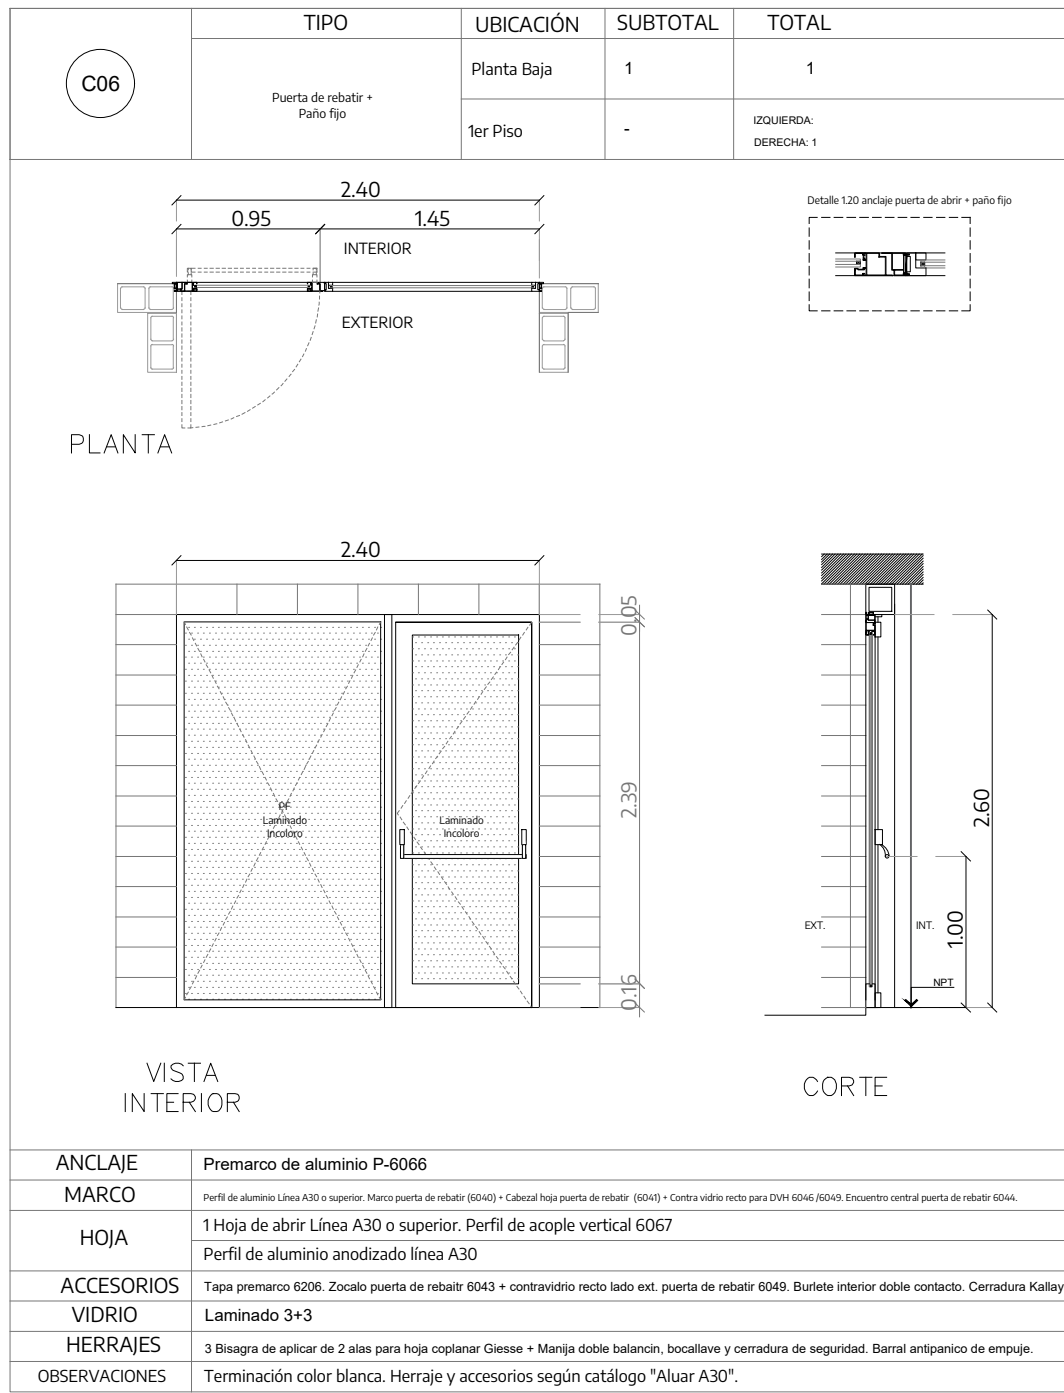 C06
TIPO
UBICACIÓN
SUBTOTAL
TOTAL
Puerta de rebatir +
Paño fijo
Planta Baja
1
1
1er Piso
-
IZQUIERDA:
DERECHA: 1
2.40
0.95
1.45
INTERIOR
EXTERIOR
PLANTA
Detalle 1.20 anclaje puerta de abrir + paño fijo
2.40
0.05
2.39
0.16
PF
Laminado
Incoloro
Laminado
Incoloro
VISTA
INTERIOR
2.60
1.00
EXT.
INT.
NPT
CORTE
ANCLAJE
Premarco de aluminio P-6066
MARCO
Perfil de aluminio Línea A30 o superior. Marco puerta de rebatir (6040) + Cabezal hoja puerta de rebatir (6041) + Contra vidrio recto para DVH 6046 /6049. Encuentro central puerta de rebatir 6044.
HOJA
1 Hoja de abrir Línea A30 o superior. Perfil de acople vertical 6067
Perfil de aluminio anodizado línea A30
ACCESORIOS
Tapa premarco 6206. Zocalo puerta de rebaitr 6043 + contravidrio recto lado ext. puerta de rebatir 6049. Burlete interior doble contacto. Cerradura Kallay
VIDRIO
Laminado 3+3
HERRAJES
3 Bisagra de aplicar de 2 alas para hoja coplanar Giesse + Manija doble balancin, bocallave y cerradura de seguridad. Barral antipanico de empuje.
OBSERVACIONES
Terminación color blanca. Herraje y accesorios según catálogo "Aluar A30".